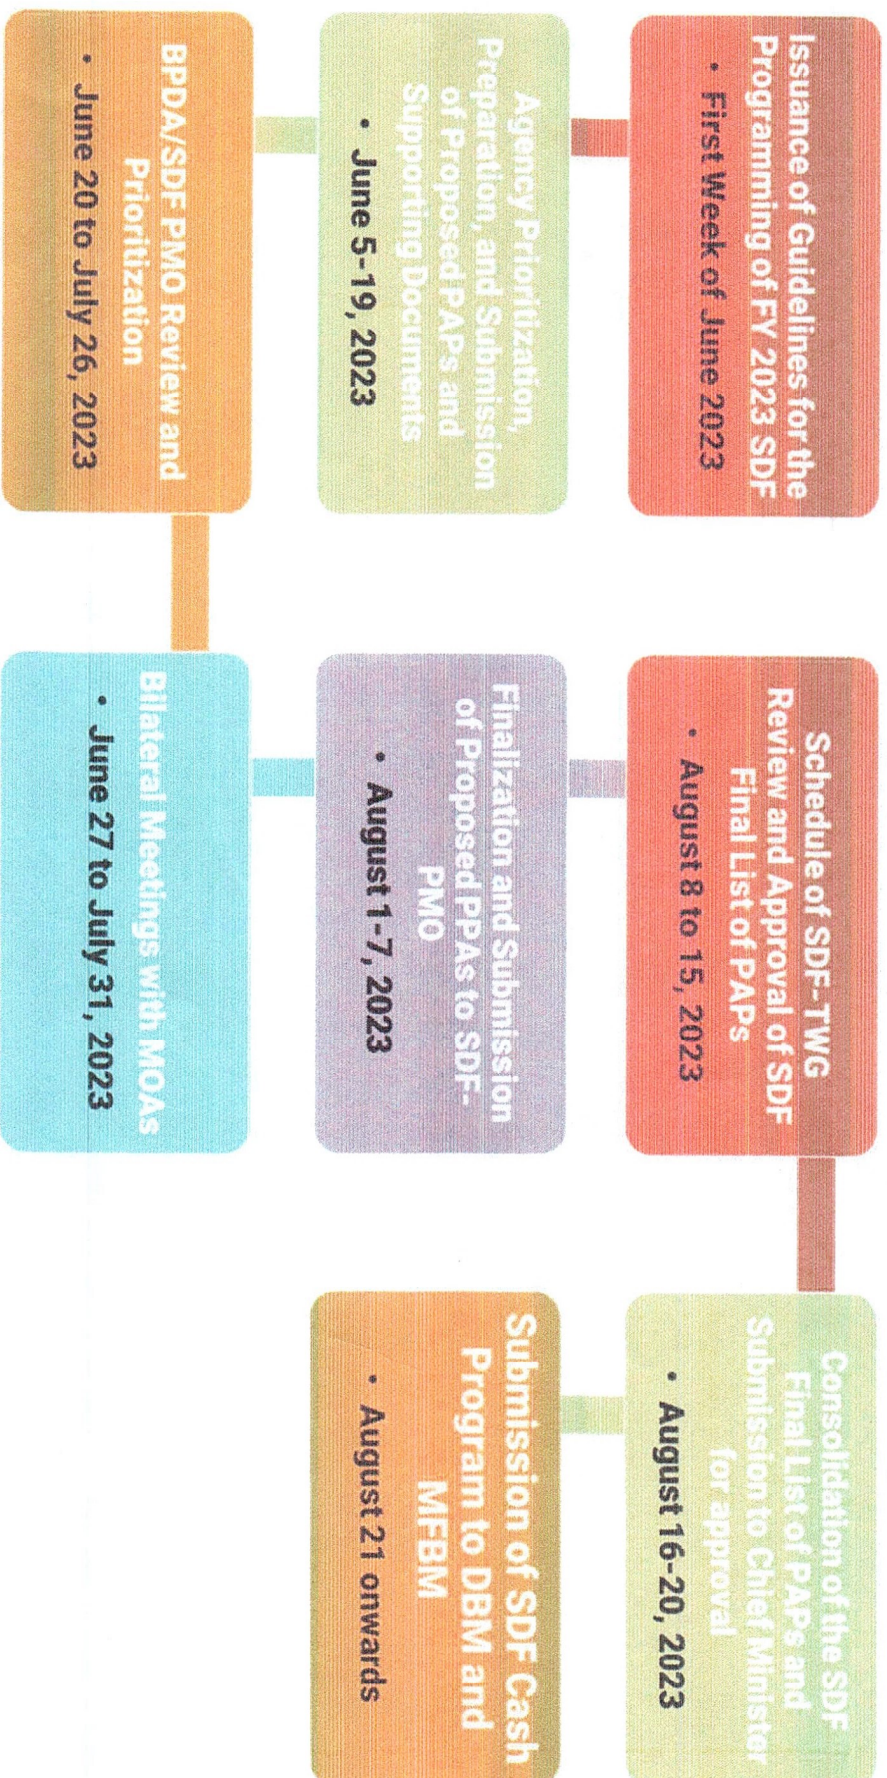 Issuance of Guidelines for the
Programming of FY 2023 SDF
• First Week of June 2023
Agency Prioritization,
Preparation, and Submission
of Proposed PAPs and
Supporting Documents
• June 5-19, 2023
BPDA/SDF PMO Review and
Prioritization
• June 20 to July 26, 2023
Bilateral Meetings with MOAs
• June 27 to July 31, 2023
Finalization and Submission
of Proposed PPAs to SDF-
PMO
• August 1-7, 2023
Schedule of SDF-TWG
Review and Approval of SDF
Final List of PAPs
• August 8 to 15, 2023
Consolidation of the SDF
Final List of PAPs and
Submission to Chief Minister
for approval
• August 16-20, 2023
Submission of SDF Cash
Program to DBM and
MFBM
• August 21 onwards